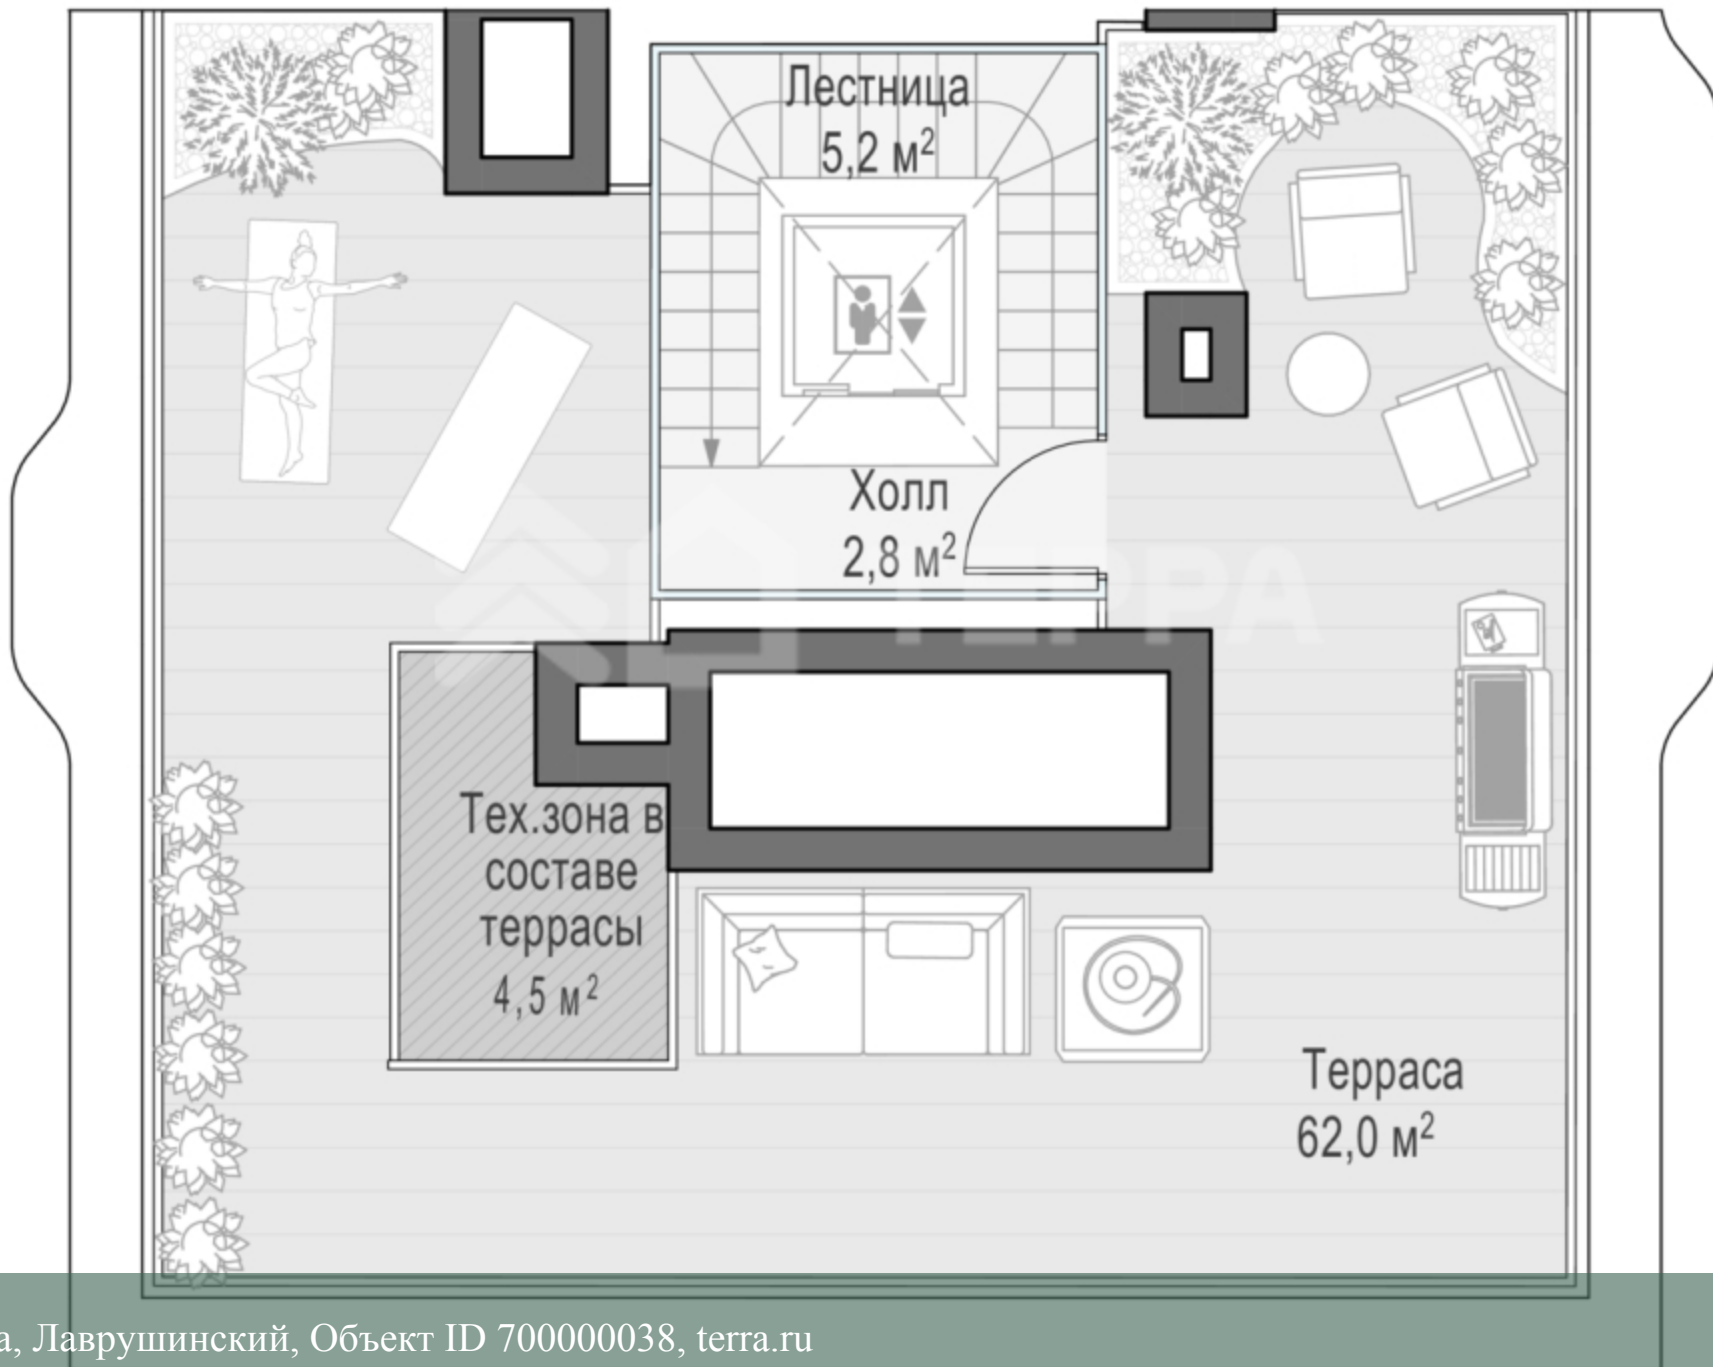 Лестница
5,2 м²
Холл
2,8 м²
ТЕРРА
Тех.зона в
составе
террасы
4,5 м²
Терраса
62,0 м²
а, Лаврушинский, Объект ID 700000038, terra.ru